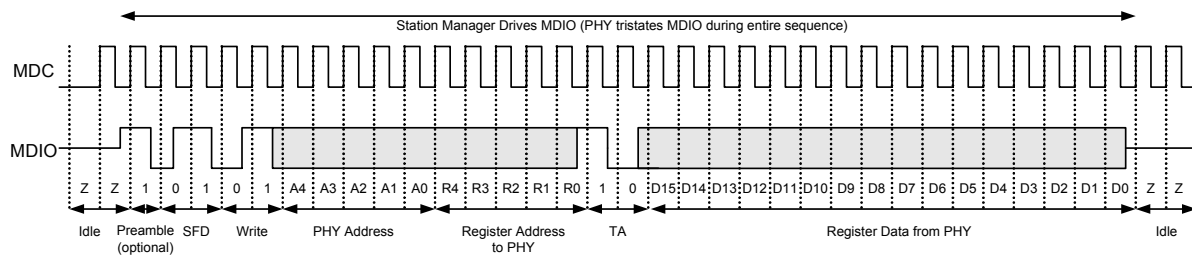 Station Manager Drives MDIO (PHY tristates MDIO during entire sequence)
MDC
MDIO
Z Z 1 0 1 0 1 A4 A3 A2 A1 A0 R4 R3 R2 R1 R0 1 0 D15 D14 D13 D12 D11 D10 D9 D8 D7 D6 D5 D4 D3 D2 D1 D0 Z Z
Idle Preamble SFD Write PHY Address Register Address TA Register Data from PHY Idle
(optional) to PHY